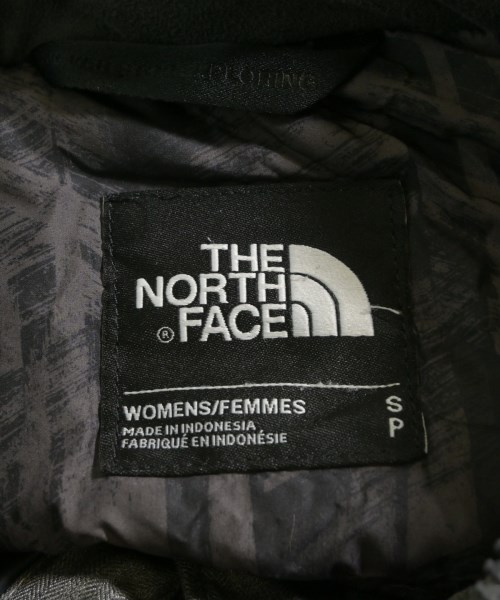 THE
NORTH
FACE
®
WOMENS/FEMMES
S
MADE IN INDONESIA
P
FABRIQUÉ EN INDONÉSIE